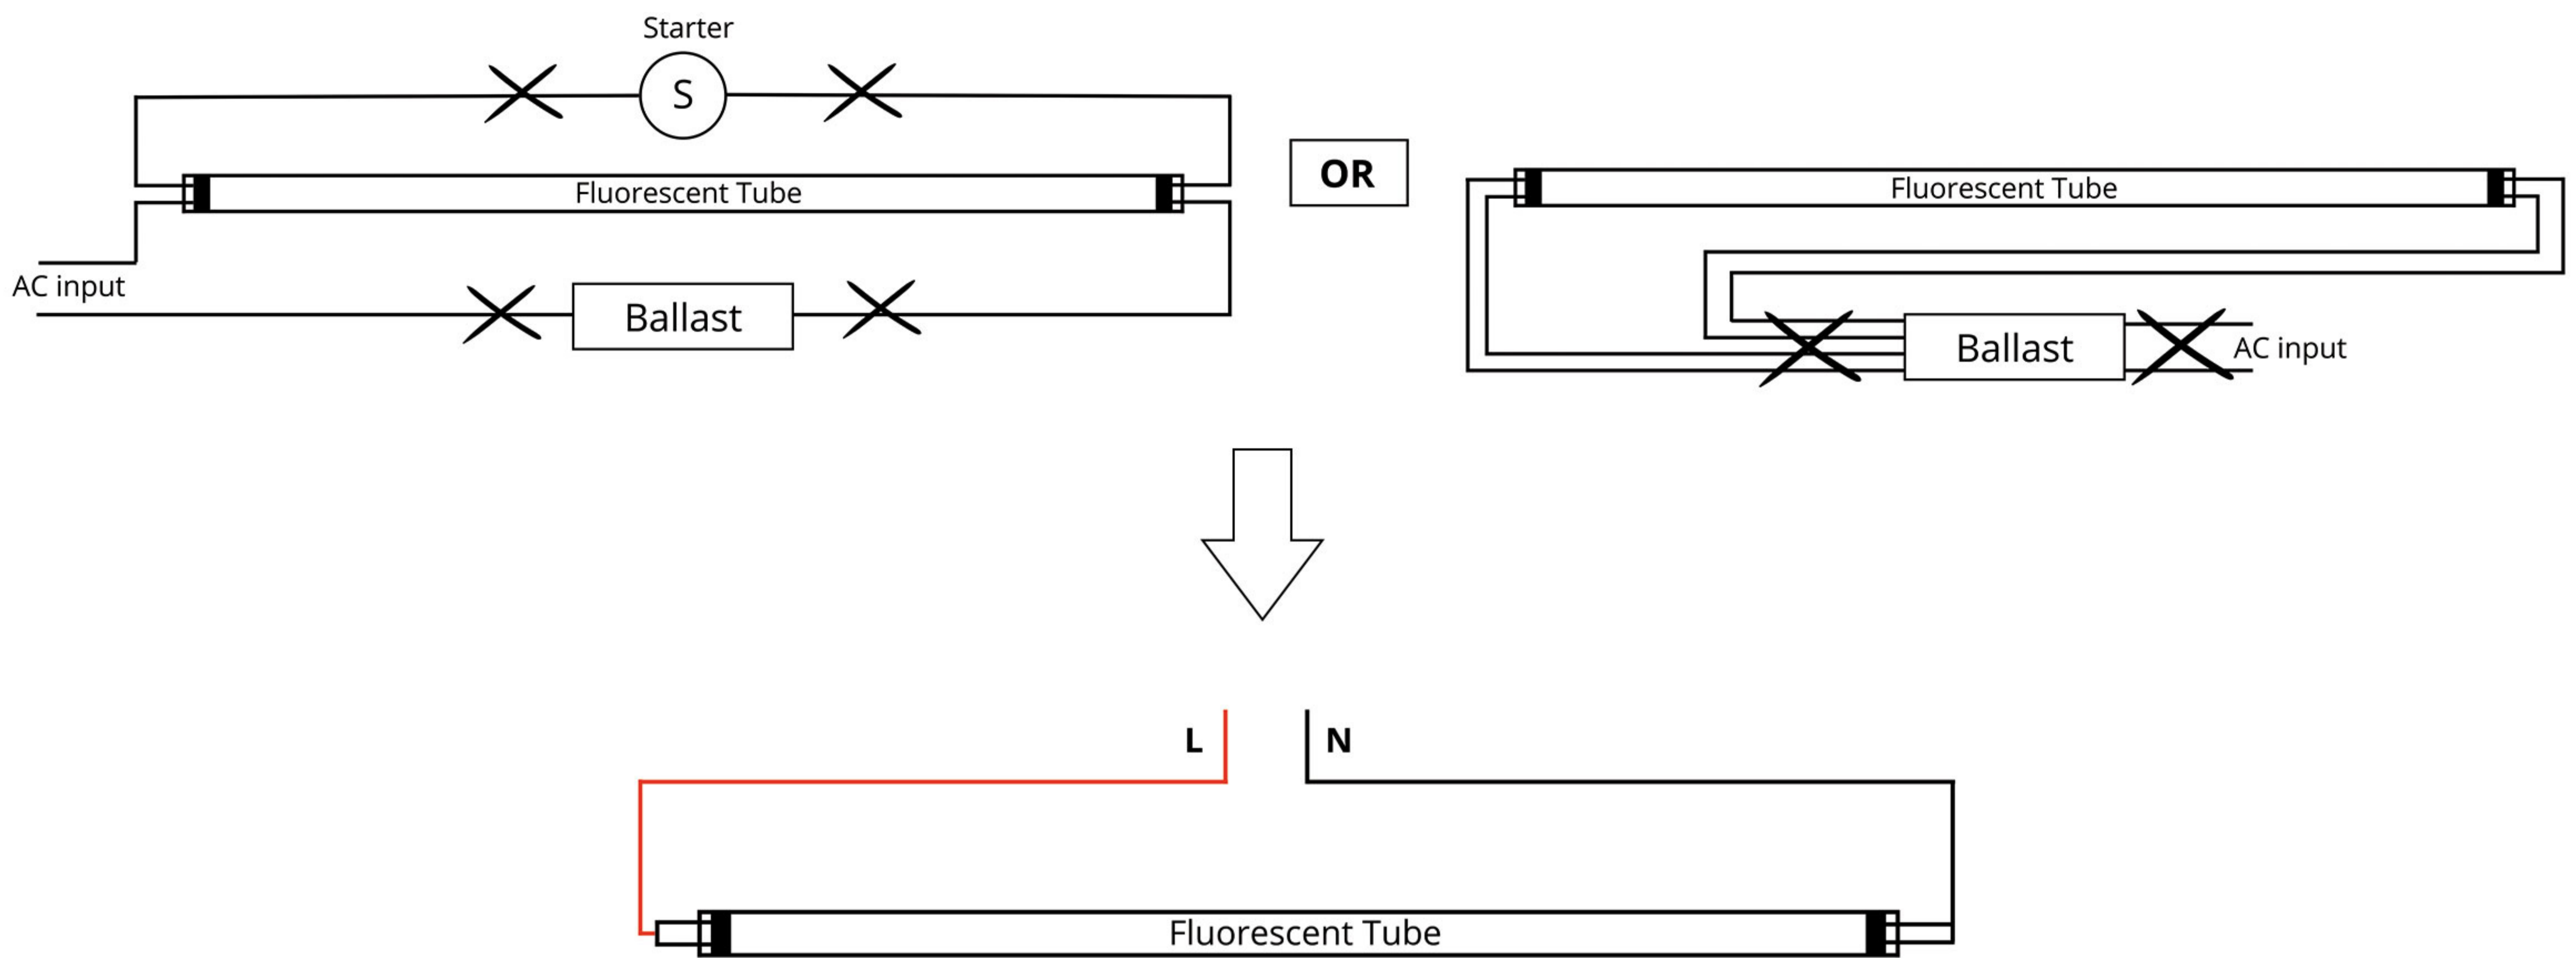 Starter
S
Fluorescent Tube
AC input
Ballast
OR
Fluorescent Tube
Ballast
AC input
L
N
Fluorescent Tube